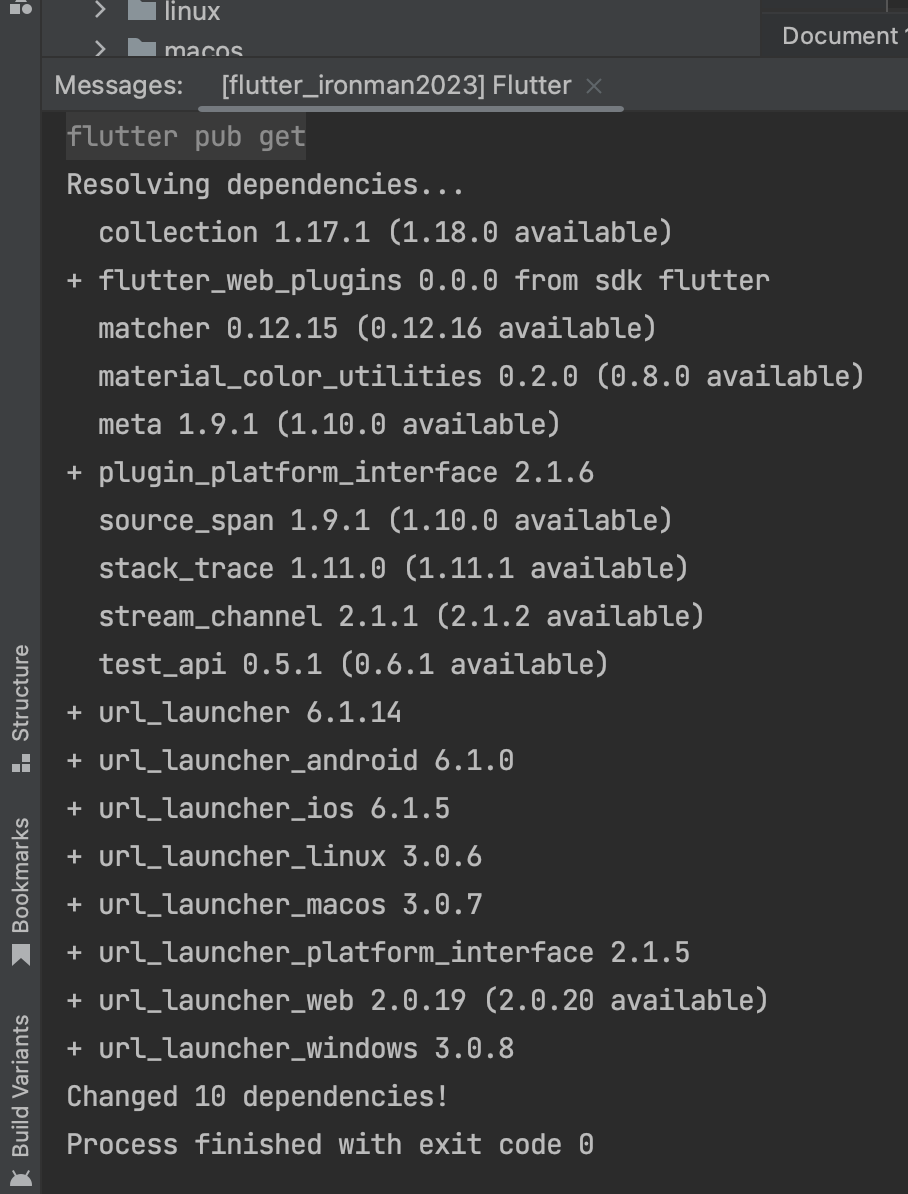 linux
macos
Document
Messages: [flutter_ironman2023] Flutter ×
flutter pub get
Resolving dependencies...
collection 1.17.1 (1.18.0 available)
+ flutter_web_plugins 0.0.0 from sdk flutter
matcher 0.12.15 (0.12.16 available)
material_color_utilities 0.2.0 (0.8.0 available)
meta 1.9.1 (1.10.0 available)
+ plugin_platform_interface 2.1.6
source_span 1.9.1 (1.10.0 available)
stack_trace 1.11.0 (1.11.1 available)
stream_channel 2.1.1 (2.1.2 available)
test_api 0.5.1 (0.6.1 available)
+ url_launcher 6.1.14
+ url_launcher_android 6.1.0
+ url_launcher_ios 6.1.5
+ url_launcher_linux 3.0.6
+ url_launcher_macos 3.0.7
+ url_launcher_platform_interface 2.1.5
+ url_launcher_web 2.0.19 (2.0.20 available)
+ url_launcher_windows 3.0.8
Changed 10 dependencies!
Process finished with exit code 0
Structure
Bookmarks
Build Variants